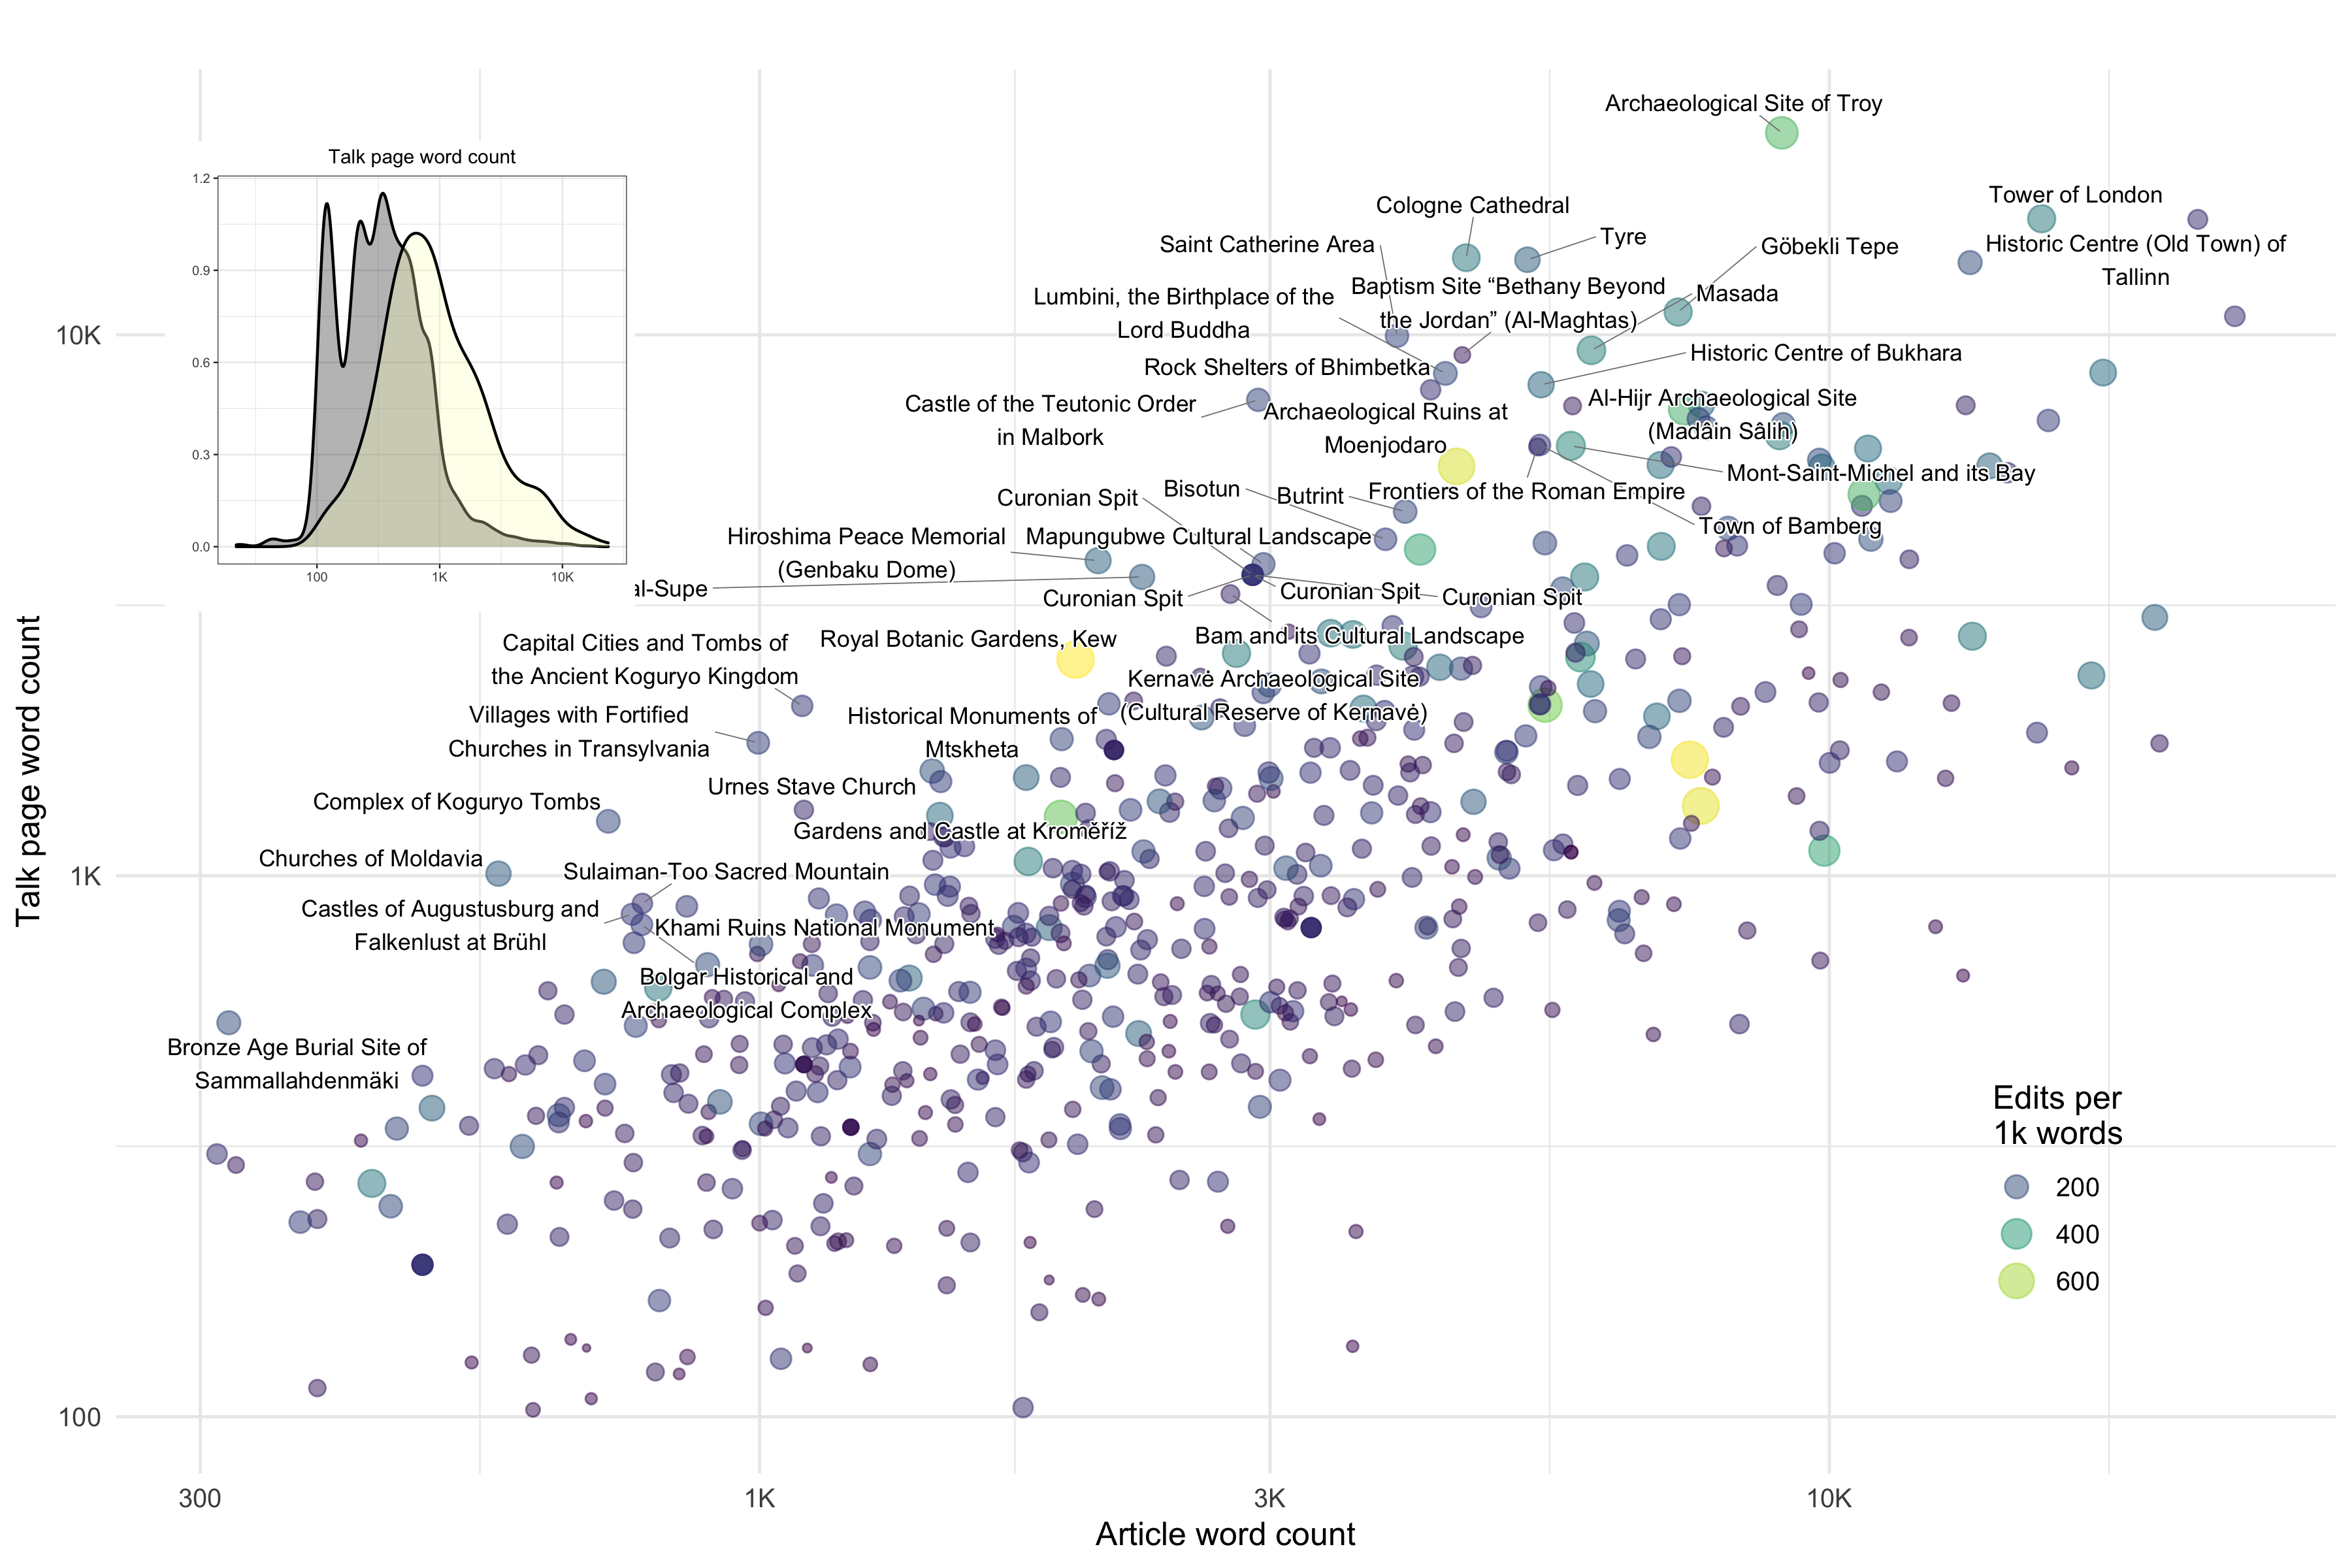 Archaeological Site of Troy
Talk page word count
1.2
0.9
0.6
0.3
0.0
100
1K
10K
Tower of London
Cologne Cathedral
Tyre
Saint Catherine Area
Göbekli Tepe
Historic Centre (Old Town) of
Tallinn
Baptism Site “Bethany Beyond
the Jordan” (Al-Maghtas)
Masada
Lumbini, the Birthplace of the
Lord Buddha
10K
Historic Centre of Bukhara
Rock Shelters of Bhimbetka
Castle of the Teutonic Order
in Malbork
Al-Hijr Archaeological Site
(Madâin Sâlih)
Archaeological Ruins at
Moenjodaro
Mont-Saint-Michel and its Bay
Bisotun
Butrint
Frontiers of the Roman Empire
Curonian Spit
Town of Bamberg
Hiroshima Peace Memorial
(Genbaku Dome)
Mapungubwe Cultural Landscape
al-Supe
Curonian Spit
Curonian Spit
Curonian Spit
Capital Cities and Tombs of
the Ancient Koguryo Kingdom
Royal Botanic Gardens, Kew
Bam and its Cultural Landscape
Kernavė Archaeological Site
(Cultural Reserve of Kernavė)
Villages with Fortified
Churches in Transylvania
Historical Monuments of
Mtskheta
Urnes Stave Church
Complex of Koguryo Tombs
Gardens and Castle at Kroměříž
Churches of Moldavia
1K
Sulaiman-Too Sacred Mountain
Castles of Augustusburg and
Falkenlust at Brühl
Khami Ruins National Monument
Bolgar Historical and
Archaeological Complex
Bronze Age Burial Site of
Sammallahdenmäki
Edits per
1k words
200
400
600
100
300
1K
3K
10K
Article word count
Talk page word count